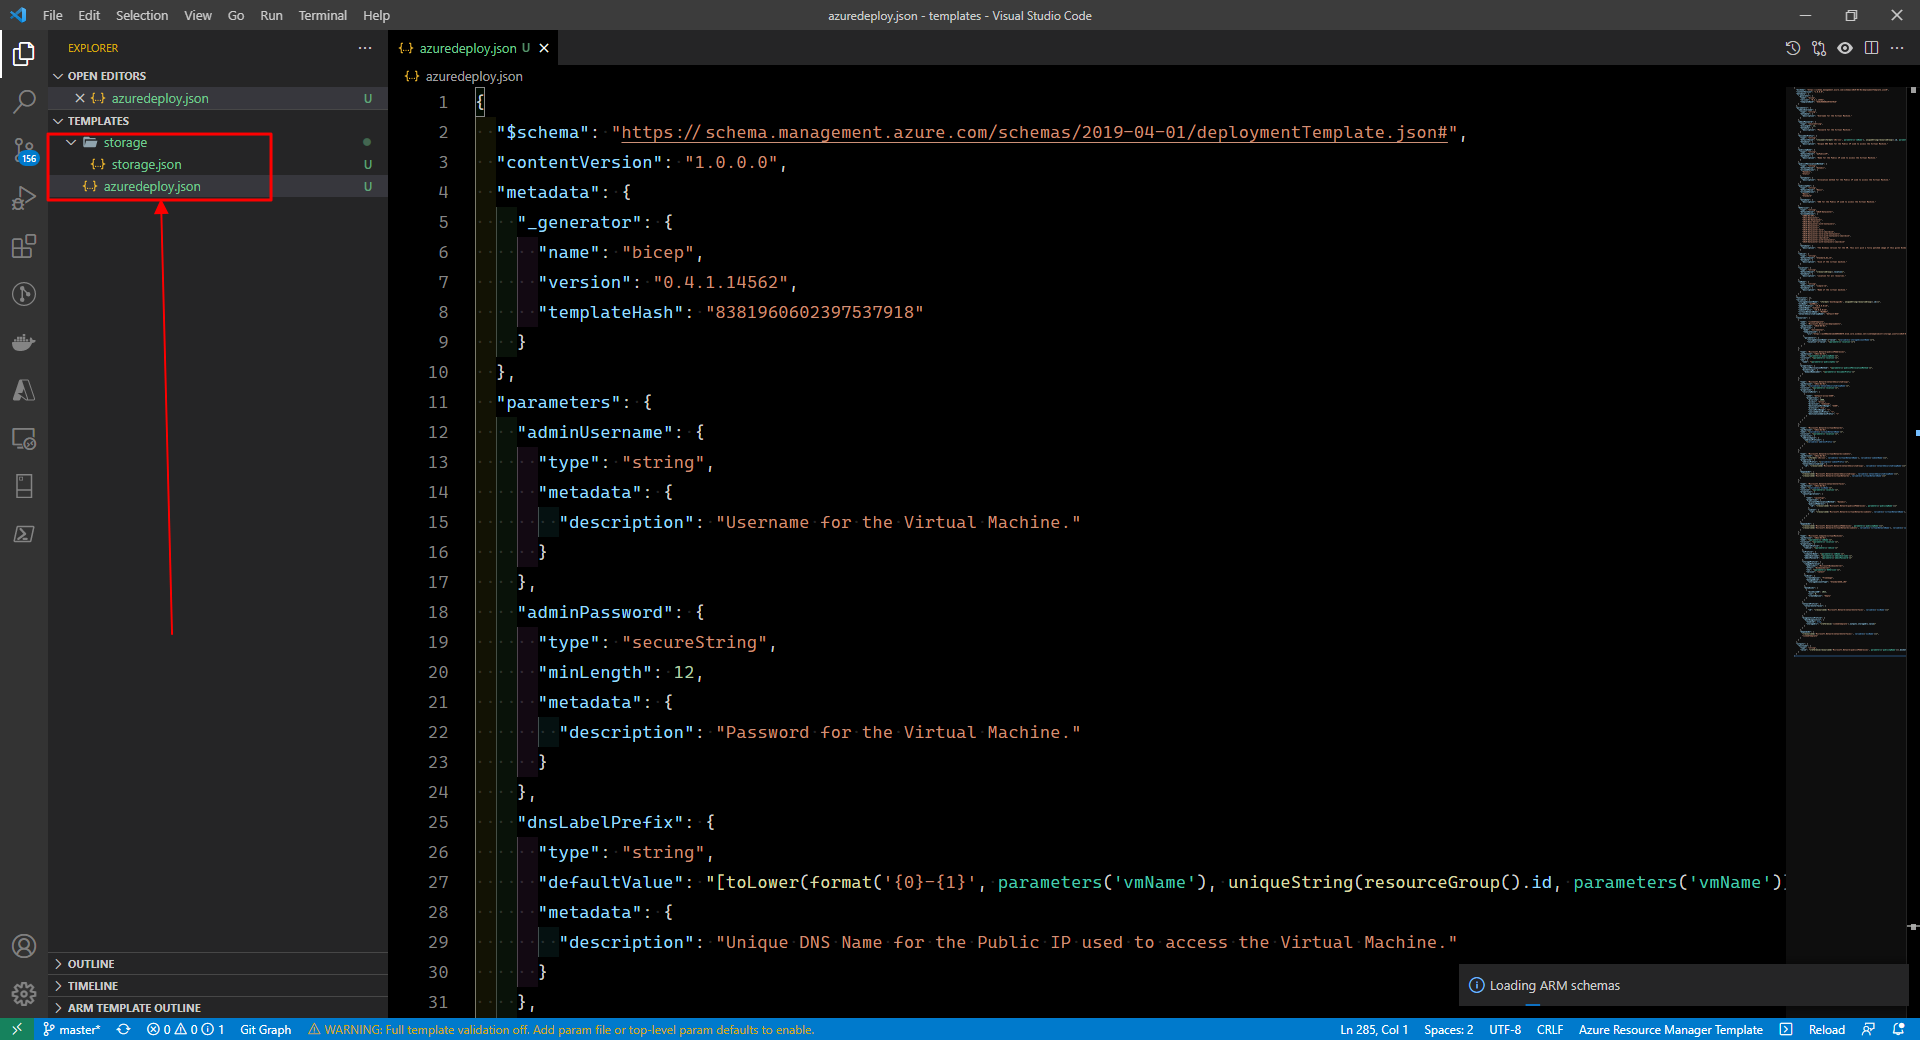 File Edit Selection View Go Run Terminal Help
azuredeploy.json - templates - Visual Studio Code
EXPLORER
OPEN EDITORS
azuredeploy.json U
TEMPLATES
storage
storage.json U
azuredeploy.json U
156
OUTLINE
TIMELINE
ARM TEMPLATE OUTLINE
azuredeploy.json U
azuredeploy.json
1 {
2 "$schema": "https://schema.management.azure.com/schemas/2019-04-01/deploymentTemplate.json#",
3 "contentVersion": "1.0.0.0",
4 "metadata": {
5 "_generator": {
6 "name": "bicep",
7 "version": "0.4.1.14562",
8 "templateHash": "8381960602397537918"
9 }
10 },
11 "parameters": {
12 "adminUsername": {
13 "type": "string",
14 "metadata": {
15 "description": "Username for the Virtual Machine."
16 }
17 },
18 "adminPassword": {
19 "type": "secureString",
20 "minLength": 12,
21 "metadata": {
22 "description": "Password for the Virtual Machine."
23 }
24 },
25 "dnsLabelPrefix": {
26 "type": "string",
27 "defaultValue": "[toLower(format('{0}-{1}', parameters('vmName'), uniqueString(resourceGroup().id, parameters('vmName')
28 "metadata": {
29 "description": "Unique DNS Name for the Public IP used to access the Virtual Machine."
30 }
31 },
Loading ARM schemas
master* 0 0 1 Git Graph WARNING: Full template validation off. Add param file or top-level param defaults to enable. Ln 285, Col 1 Spaces: 2 UTF-8 CRLF Azure Resource Manager Template Reload